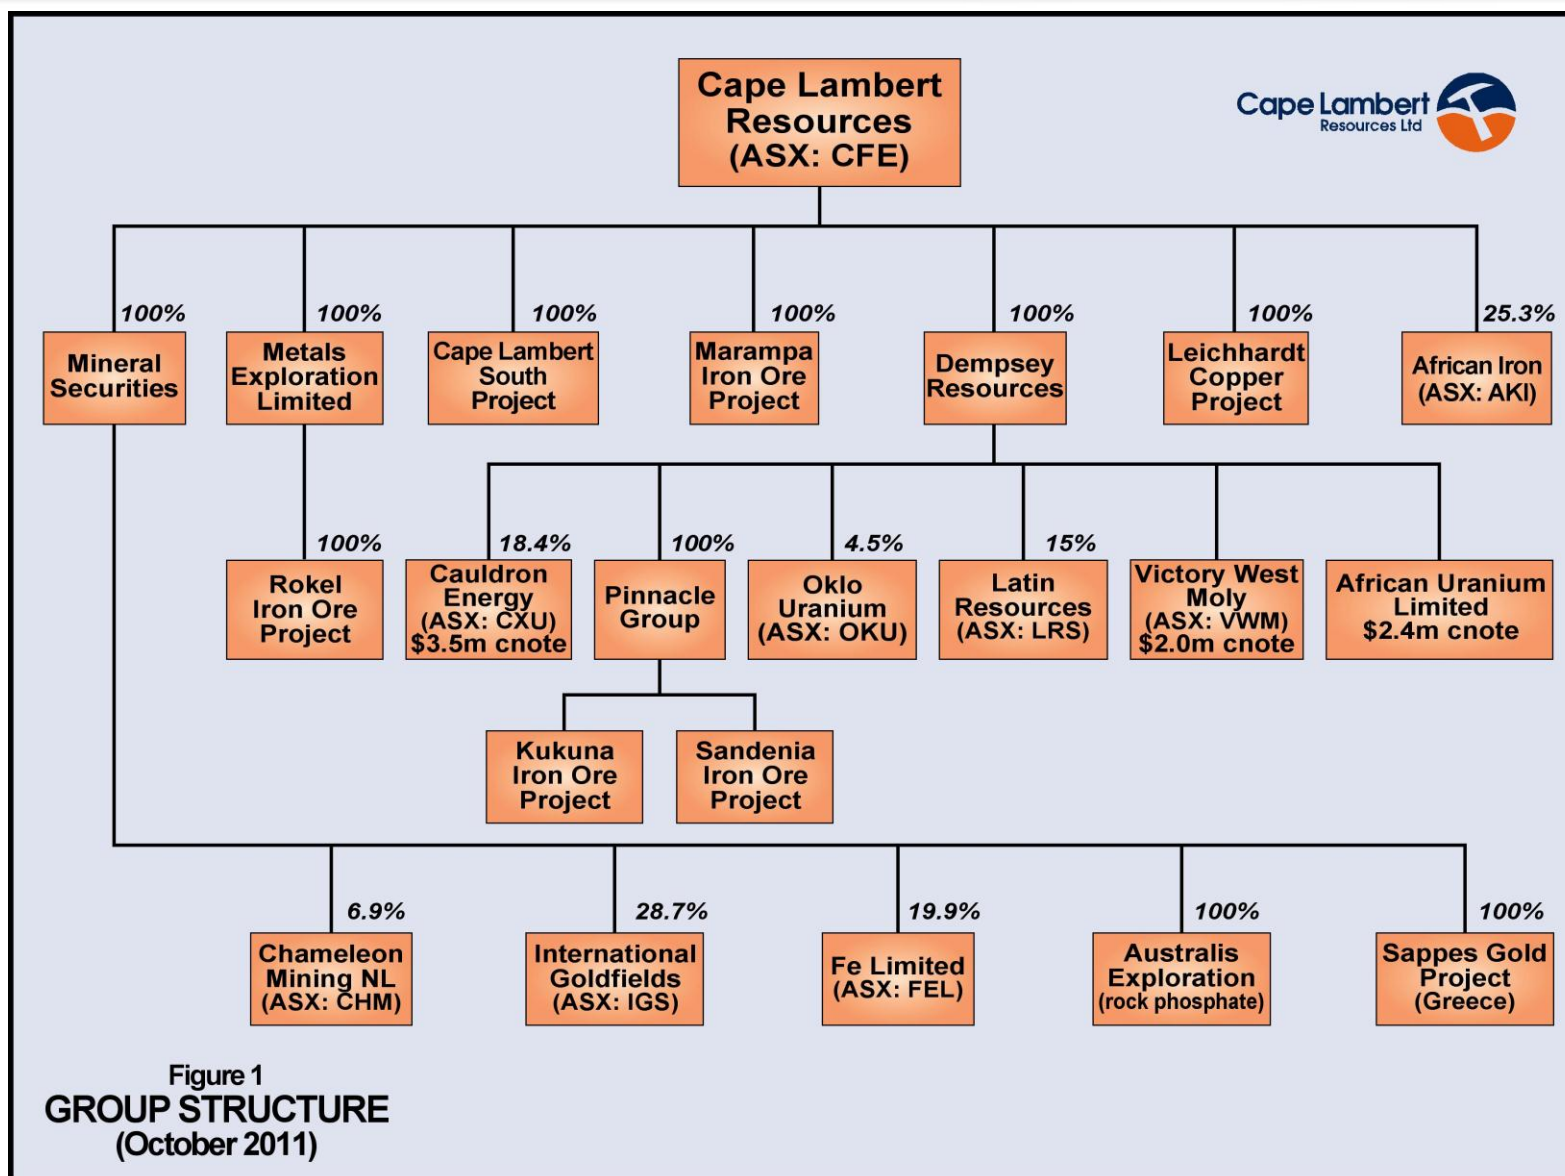 Cape Lambert
Resources
(ASX: CFE)
Cape Lambert
Resources Ltd
100%
Mineral
Securities
100%
Metals
Exploration
Limited
100%
Cape Lambert
South
Project
100%
Marampa
Iron Ore
Project
100%
Dempsey
Resources
100%
Leichhardt
Copper
Project
25.3%
African Iron
(ASX: AKI)
100%
Rokel
Iron Ore
Project
18.4%
Cauldron
Energy
(ASX: CXU)
$3.5m cnote
100%
Pinnacle
Group
4.5%
Oklo
Uranium
(ASX: OKU)
15%
Latin
Resources
(ASX: LRS)
Victory West
Moly
(ASX: VWM)
$2.0m cnote
African Uranium
Limited
$2.4m cnote
Kukuna
Iron Ore
Project
Sandenia
Iron Ore
Project
6.9%
Chameleon
Mining NL
(ASX: CHM)
28.7%
International
Goldfields
(ASX: IGS)
19.9%
Fe Limited
(ASX: FEL)
100%
Australis
Exploration
(rock phosphate)
100%
Sappes Gold
Project
(Greece)
Figure 1
GROUP STRUCTURE
(October 2011)